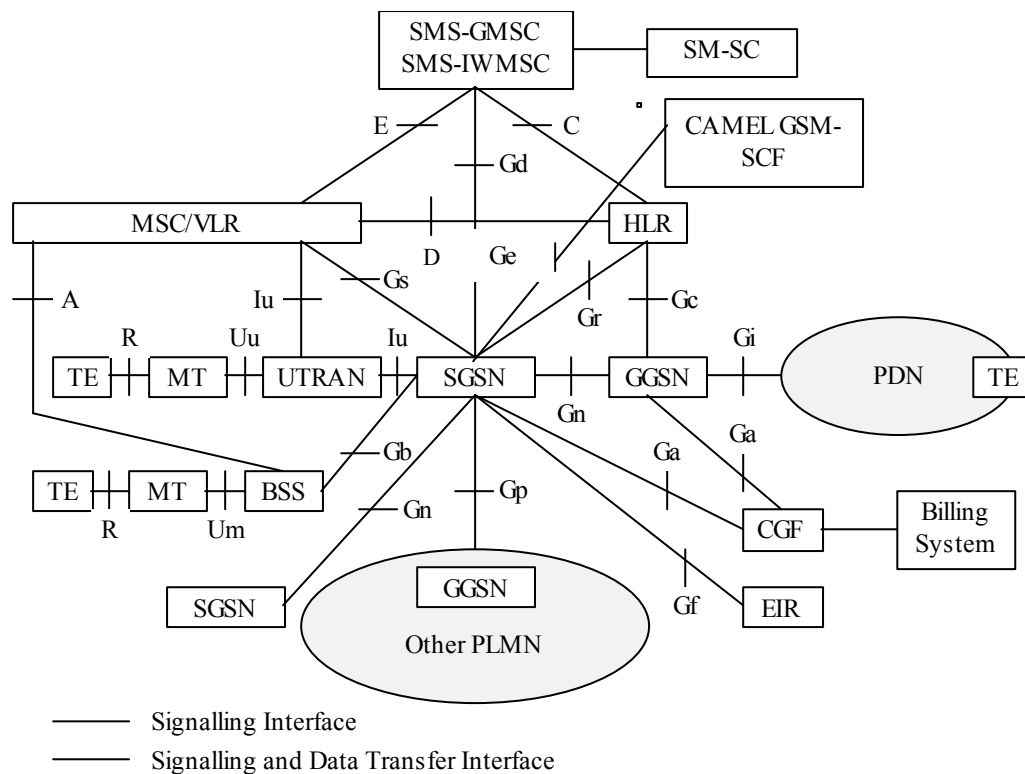 SMS-GMSC
SMS-IWMSC
SM-SC
E
C
CAMEL GSM-
SCF
Gd
MSC/VLR
HLR
D
Ge
Gs
A
Iu
Gr
Gc
R
Uu
Iu
Gi
TE
MT
UTRAN
SGSN
GGSN
PDN
TE
Gn
Gb
Ga
Ga
TE
MT
BSS
Gn
Gp
R
Um
CGF
Billing
System
GGSN
SGSN
Gf
EIR
Other PLMN
Signalling Interface
Signalling and Data Transfer Interface